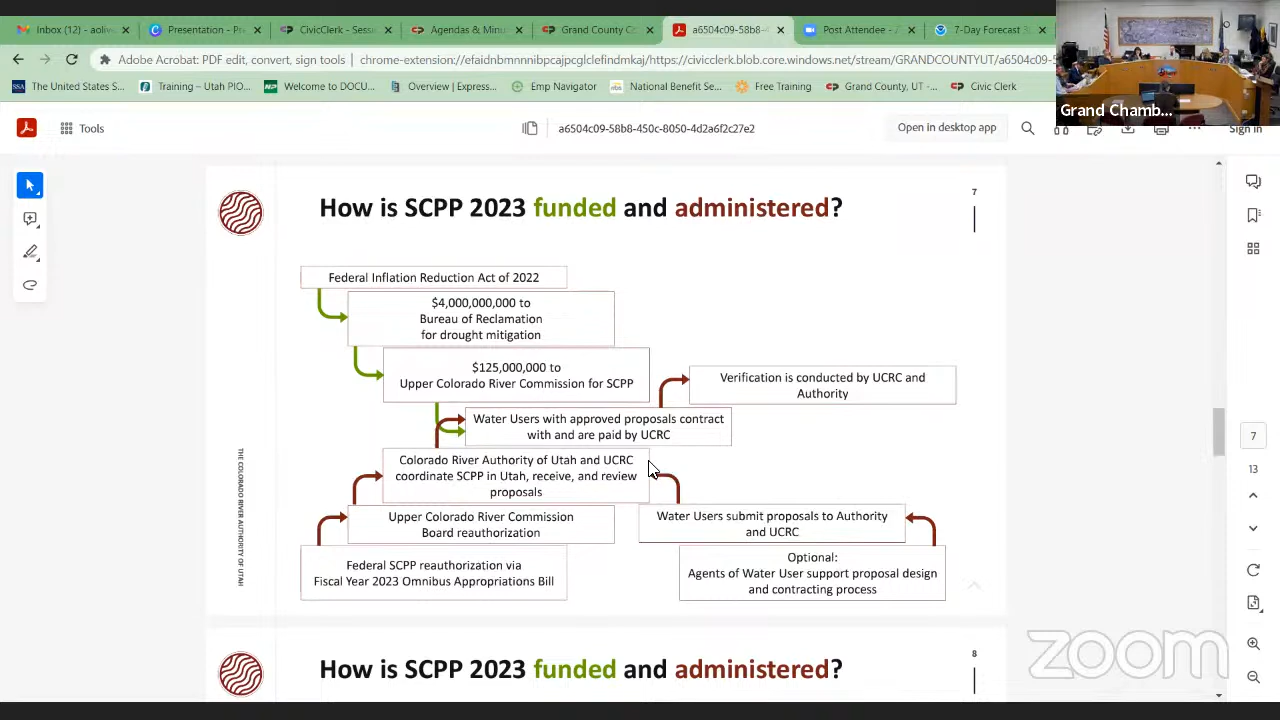 Inbox (12) - aolive
Presentation - Pr
CivicClerk - Sess
Agendas & Minu
Grand County C
a6504c09-58b8-
Post Attendee - Z
7-Day Forecast 3
Adobe Acrobat: PDF edit, convert, sign tools
chrome-extension://efaidnbmnnnibpcajpcglclefindmkaj/https://civicclerk.blob.core.windows.net/stream/GRANDCOUNTYUT/a6504c09-5
SSA
The United States S...
Training – Utah PIO...
NP
Welcome to DOCU
Overview | Express...
Emp Navigator
nbs
National Benefit Se...
Free Training
Grand County, UT -...
Civic Clerk
Grand Chamb...
Tools
a6504c09-58b8-450c-8050-4d2a6f2c27e2
Open in desktop app
Sign in
How is SCPP 2023 funded and administered?
7
Federal Inflation Reduction Act of 2022
$4,000,000,000 to
Bureau of Reclamation
for drought mitigation
$125,000,000 to
Upper Colorado River Commission for SCPP
Verification is conducted by UCRC and
Authority
Water Users with approved proposals contract
with and are paid by UCRC
Colorado River Authority of Utah and UCRC
coordinate SCPP in Utah, receive, and review
proposals
Upper Colorado River Commission
Board reauthorization
Water Users submit proposals to Authority
and UCRC
Federal SCPP reauthorization via
Fiscal Year 2023 Omnibus Appropriations Bill
Optional:
Agents of Water User support proposal design
and contracting process
THE COLORADO RIVER AUTHORITY OF UTAH
7
13
How is SCPP 2023 funded and administered?
8
zoom